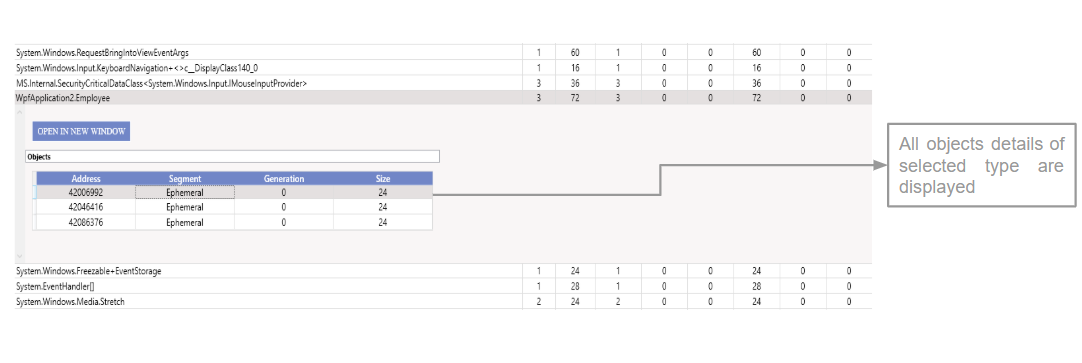 System.Windows.RequestBringIntoViewEventArgs 1 60 1 0 0 60 0 0
System.Windows.Input.KeyboardNavigation+<>c__DisplayClass140_0 1 16 1 0 0 16 0 0
MS.Internal.SecurityCriticalDataClass<System.Windows.Input.IMouseInputProvider> 3 36 3 0 0 36 0 0
WpfApplication2.Employee 3 72 3 0 0 72 0 0
OPEN IN NEW WINDOW
Objects
Address Segment Generation Size
42006992 Ephemeral 0 24
42046416 Ephemeral 0 24
42086376 Ephemeral 0 24
All objects details of
selected type are
displayed
System.Windows.Freezable+EventStorage 1 24 1 0 0 24 0 0
System.EventHandler[] 1 28 1 0 0 28 0 0
System.Windows.Media.Stretch 2 24 2 0 0 24 0 0